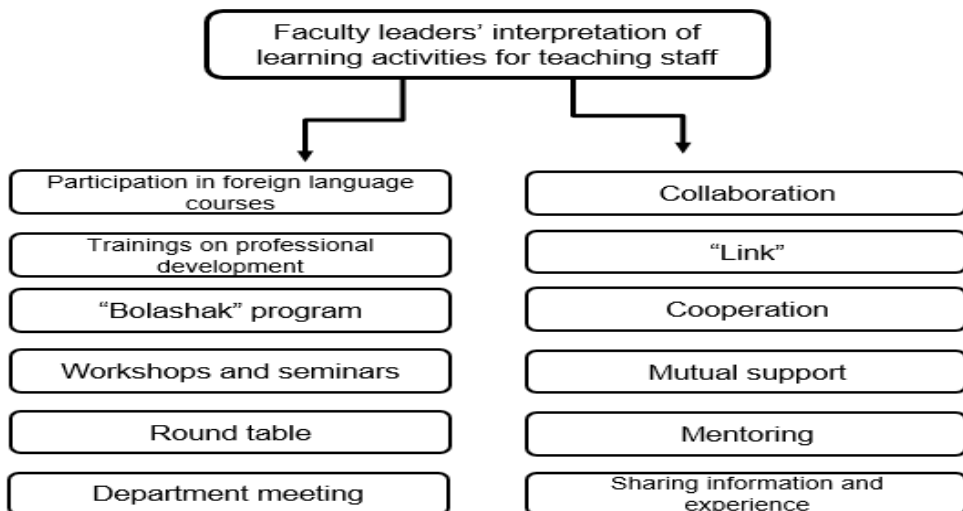 Faculty leaders’ interpretation of
learning activities for teaching staff
Participation in foreign language
courses
Trainings on professional
development
“Bolashak” program
Workshops and seminars
Round table
Department meeting
Collaboration
“Link”
Cooperation
Mutual support
Mentoring
Sharing information and
experience